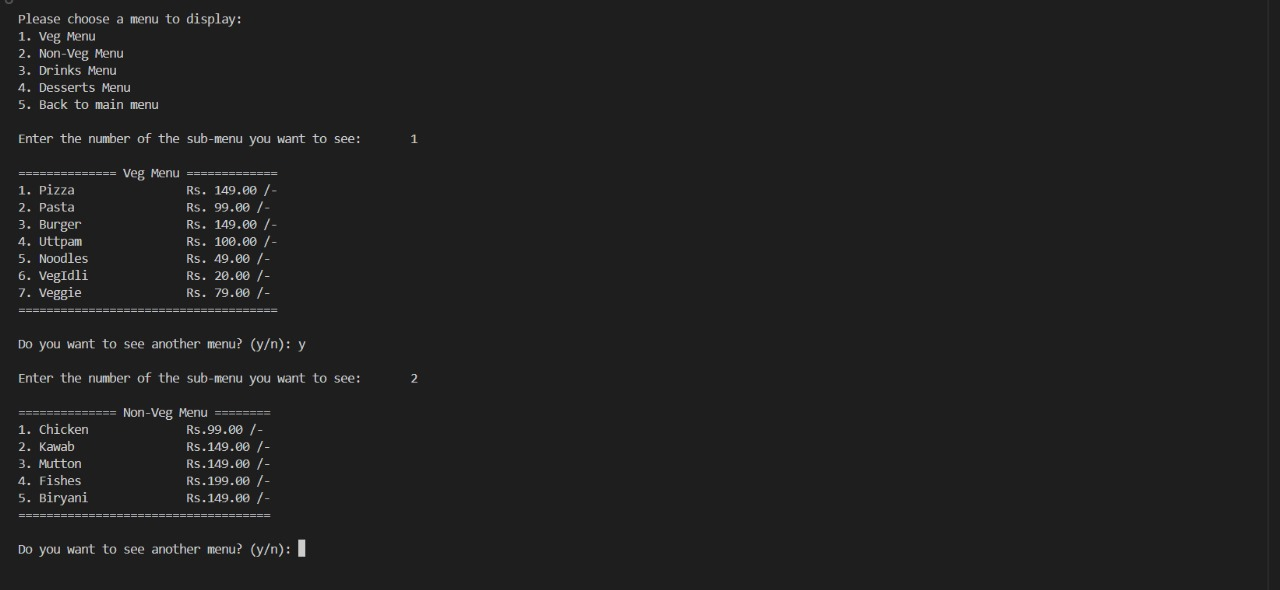 Please choose a menu to display:
1. Veg Menu
2. Non-Veg Menu
3. Drinks Menu
4. Desserts Menu
5. Back to main menu
Enter the number of the sub-menu you want to see:       1
============== Veg Menu =============
1. Pizza                Rs. 149.00 /-
2. Pasta                Rs. 99.00 /-
3. Burger               Rs. 149.00 /-
4. Uttpam               Rs. 100.00 /-
5. Noodles              Rs. 49.00 /-
6. VegIdli              Rs. 20.00 /-
7. Veggie               Rs. 79.00 /-
=====================================
Do you want to see another menu? (y/n): y
Enter the number of the sub-menu you want to see:       2
============== Non-Veg Menu ========
1. Chicken              Rs.99.00 /-
2. Kawab                Rs.149.00 /-
3. Mutton               Rs.149.00 /-
4. Fishes               Rs.199.00 /-
5. Biryani              Rs.149.00 /-
====================================
Do you want to see another menu? (y/n):